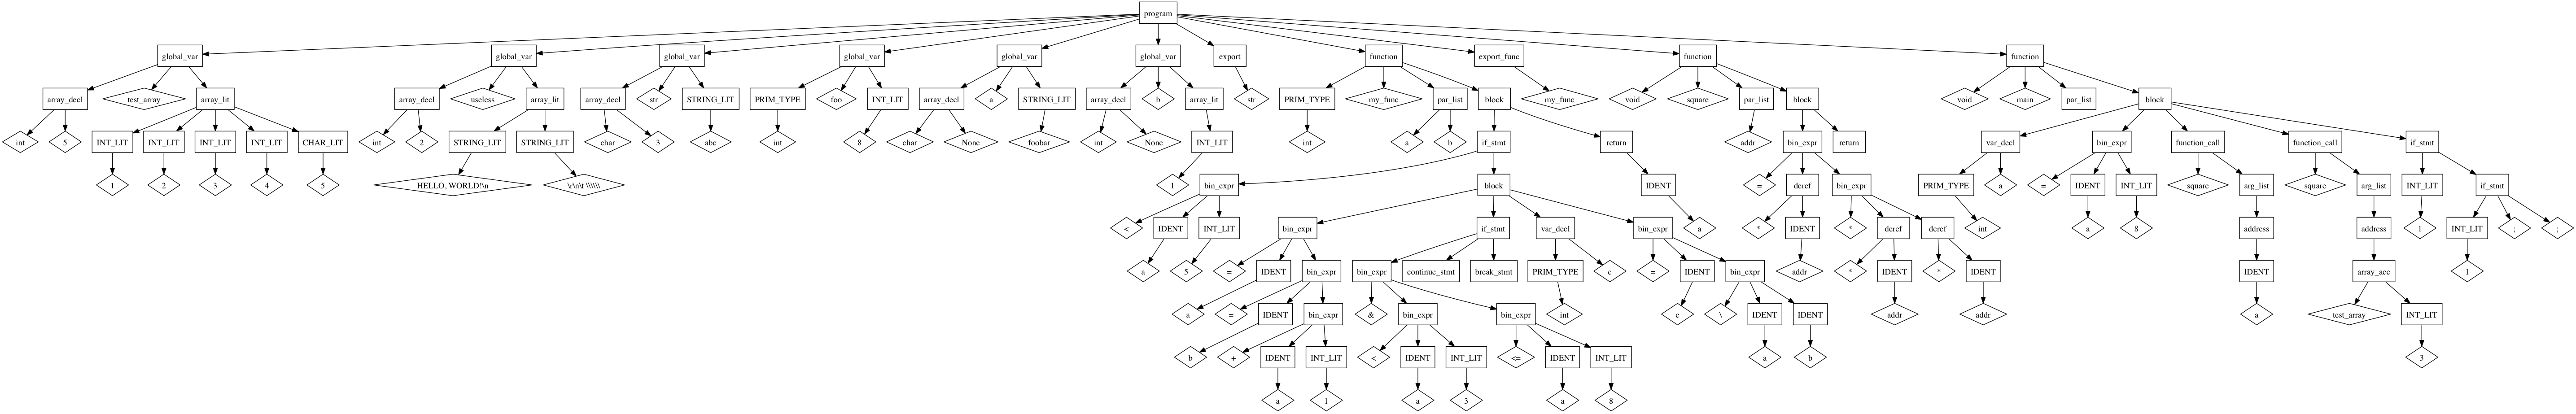 program
global_var global_var global_var global_var global_var global_var export function export_func function function
array_decl test_array array_lit array_decl useless array_lit array_decl str STRING_LIT PRIM_TYPE foo INT_LIT array_decl a STRING_LIT array_decl b array_lit str PRIM_TYPE my_func par_list block my_func void square par_list block void main par_list block
int 5 INT_LIT INT_LIT INT_LIT INT_LIT CHAR_LIT int 2 STRING_LIT STRING_LIT char 3 abc int 8 char None foobar int None INT_LIT int a b if_stmt return addr bin_expr return var_decl bin_expr function_call function_call if_stmt
1 2 3 4 5 HELLO, WORLD!\n \r\n\t \\\\\\ 1 bin_expr block IDENT = deref bin_expr PRIM_TYPE a = IDENT INT_LIT square arg_list square arg_list INT_LIT if_stmt
< IDENT INT_LIT bin_expr if_stmt var_decl bin_expr a * IDENT * deref deref int a 8 address address 1 INT_LIT ; ;
a 5 = IDENT bin_expr bin_expr continue_stmt break_stmt PRIM_TYPE c = IDENT bin_expr addr * IDENT * IDENT IDENT array_acc 1
a = IDENT bin_expr & bin_expr bin_expr int c \ IDENT IDENT addr addr a test_array INT_LIT
b + IDENT INT_LIT < IDENT INT_LIT <= IDENT INT_LIT a b 3
a 1 a 3 a 8